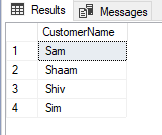 Results Messages
CustomerName
1 Sam
2 Shaam
3 Shiv
4 Sim